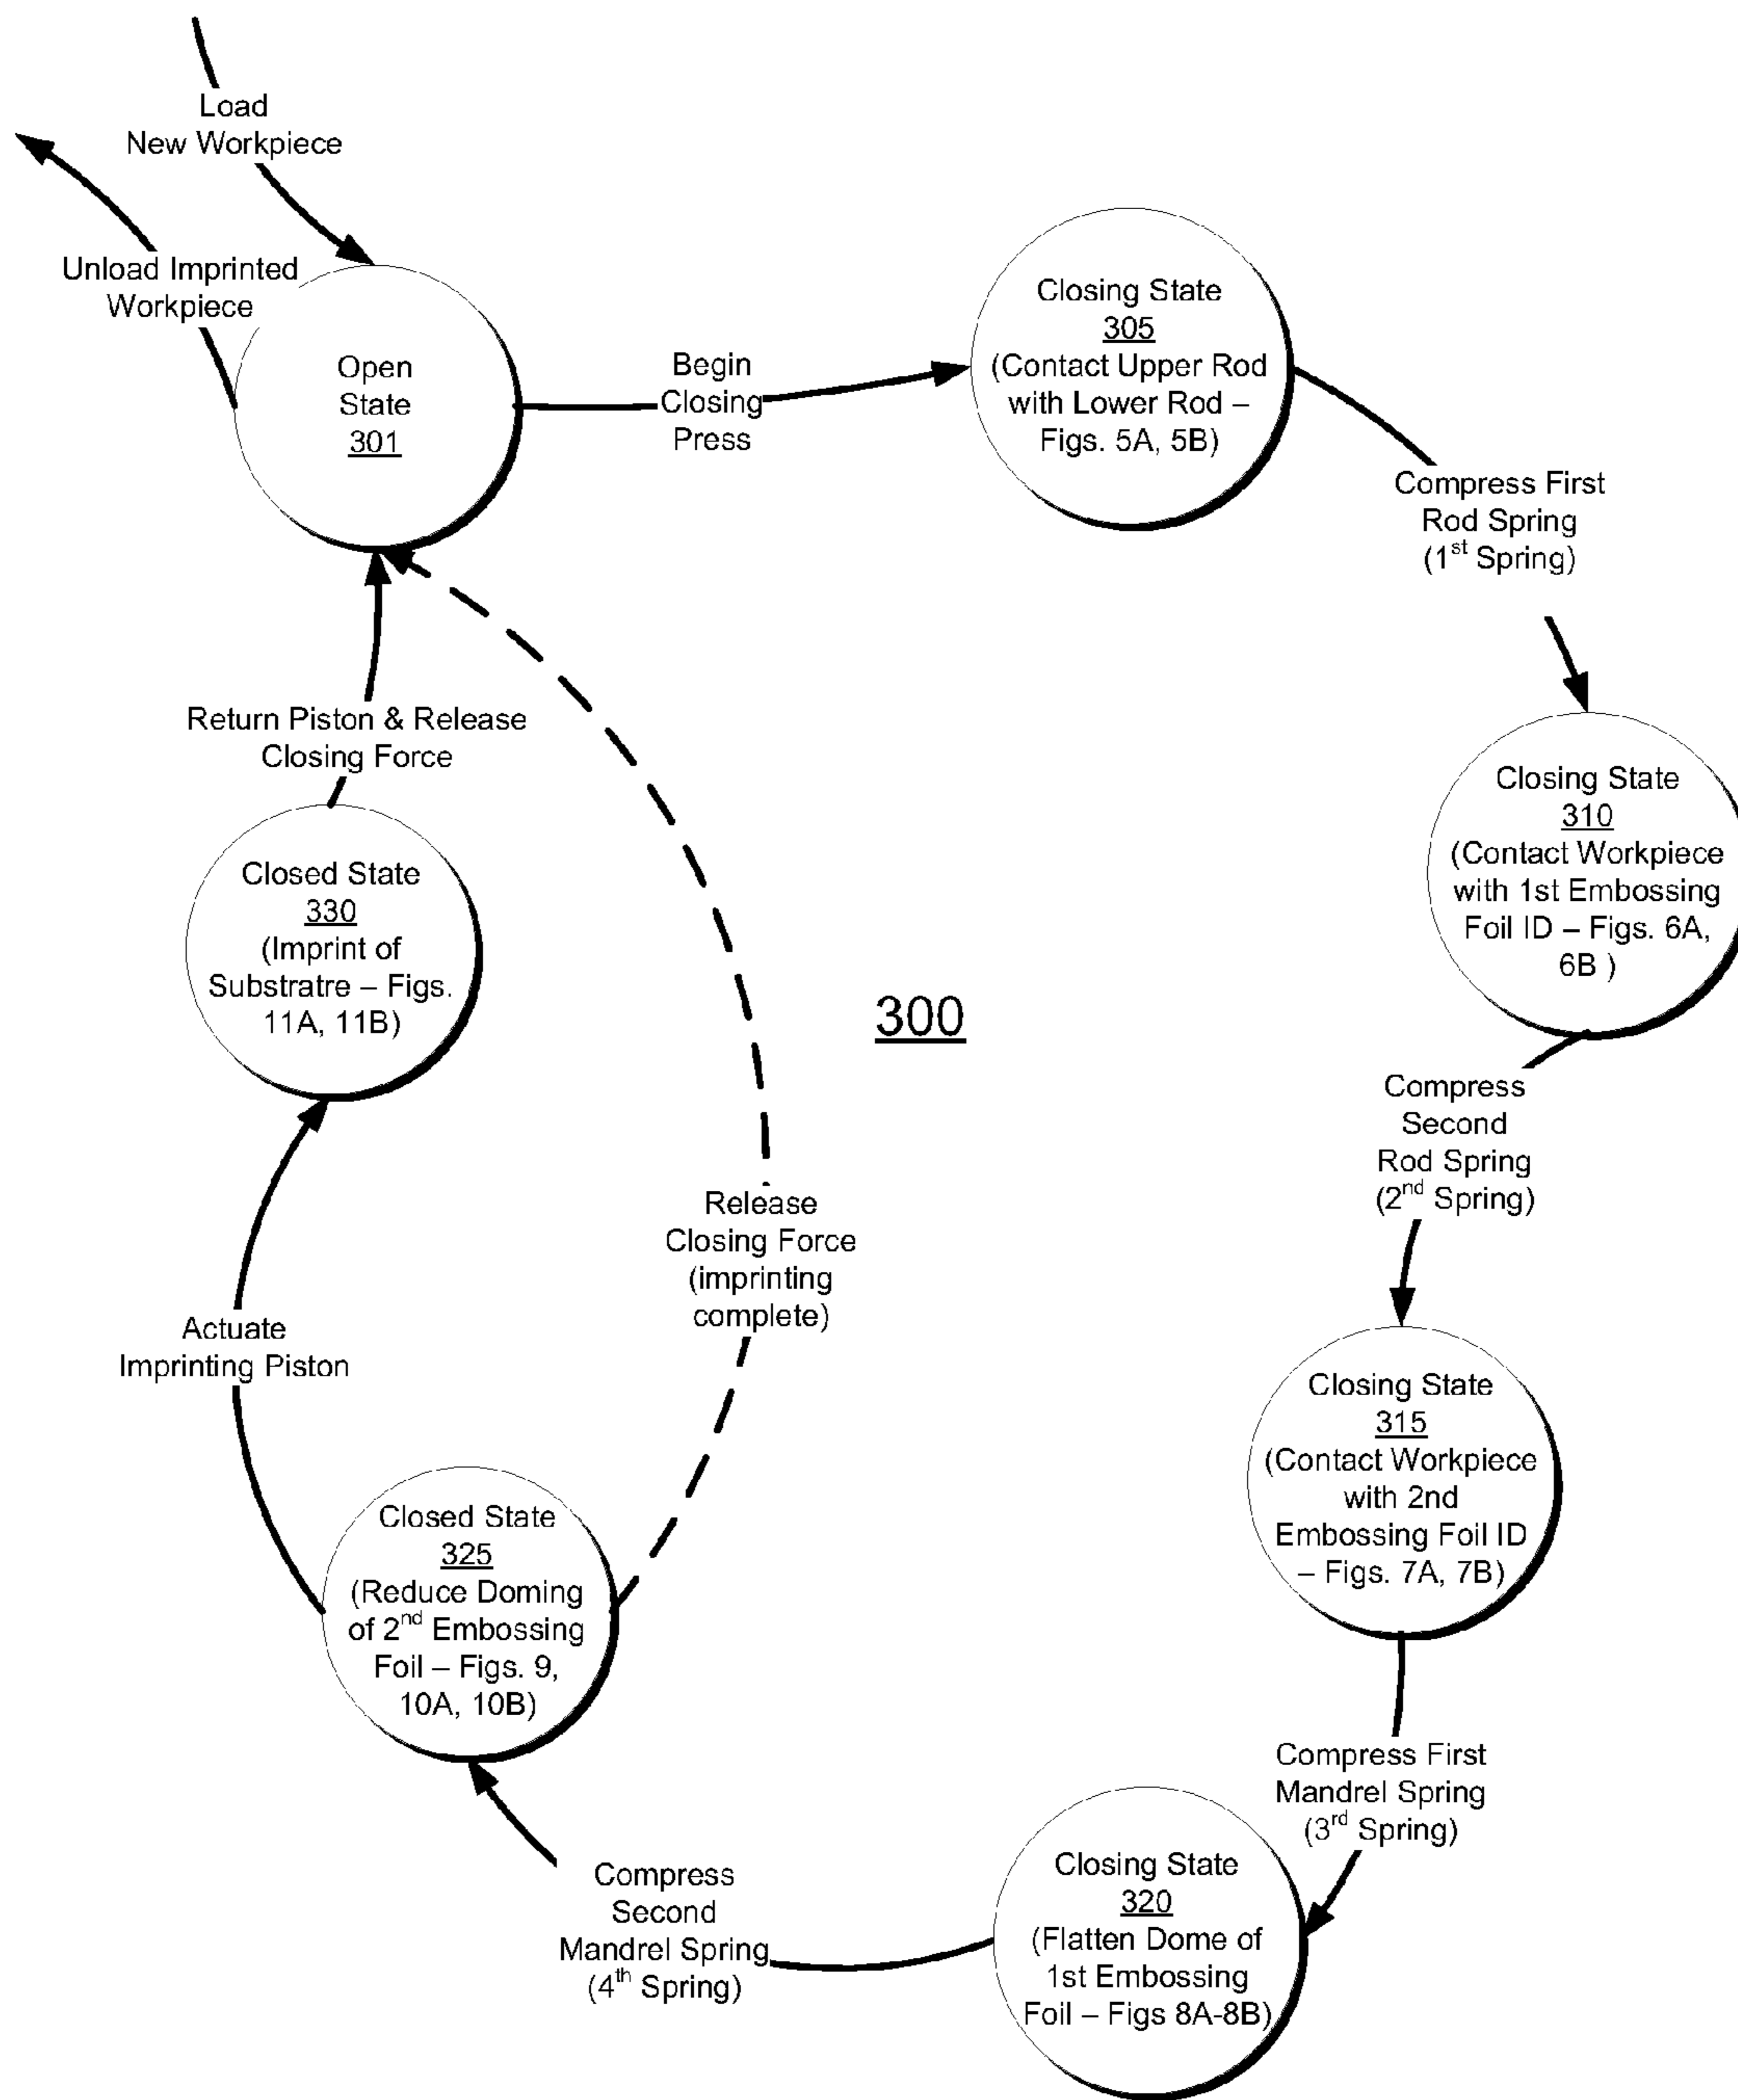 Load
New Workpiece
Unload Imprinted
Workpiece
Open
State
301
Begin
Closing
Press
Closing State
305
(Contact Upper Rod
with Lower Rod –
Figs. 5A, 5B)
Compress First
Rod Spring
(1st Spring)
Closing State
310
(Contact Workpiece
with 1st Embossing
Foil ID – Figs. 6A,
6B )
Compress
Second
Rod Spring
(2nd Spring)
Closing State
315
(Contact Workpiece
with 2nd
Embossing Foil ID
– Figs. 7A, 7B)
Compress First
Mandrel Spring
(3rd Spring)
Closing State
320
(Flatten Dome of
1st Embossing
Foil – Figs 8A-8B)
Compress
Second
Mandrel Spring
(4th Spring)
Closed State
325
(Reduce Doming
of 2nd Embossing
Foil – Figs. 9,
10A, 10B)
Actuate
Imprinting Piston
Release
Closing Force
(imprinting
complete)
Closed State
330
(Imprint of
Substratre – Figs.
11A, 11B)
Return Piston & Release
Closing Force
300